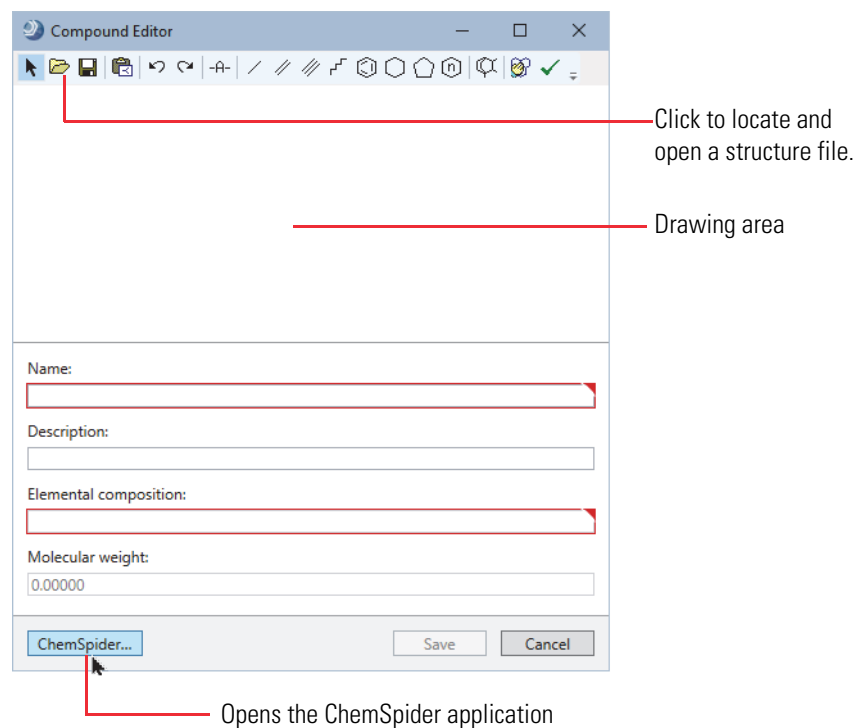 Compound Editor
-A-
n
Click to locate and
open a structure file.
Drawing area
Name:
Description:
Elemental composition:
Molecular weight:
0.00000
ChemSpider...
Save
Cancel
Opens the ChemSpider application